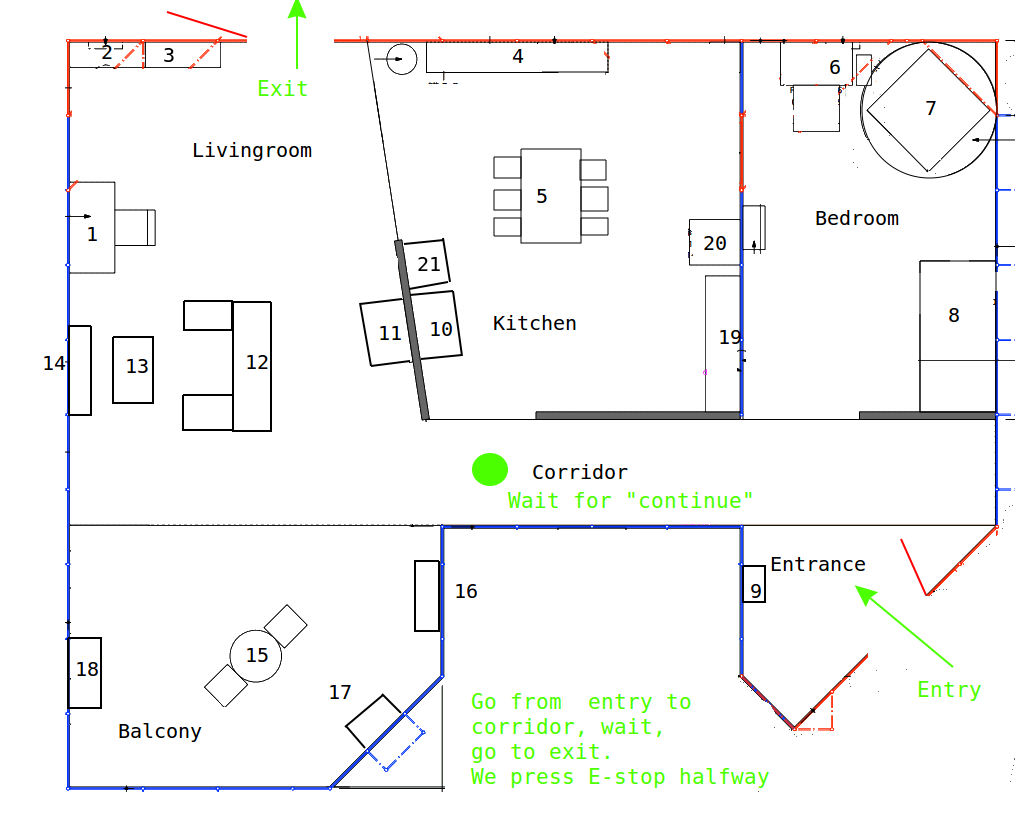 2
3
4
6
Exit
7
Livingroom
5
Bedroom
1
20
21
8
Kitchen
11
10
19
14
13
12
Corridor
Wait for "continue"
Entrance
16
9
15
18
17
Entry
Balcony
Go from  entry to
corridor, wait,
go to exit.
We press E-stop halfway